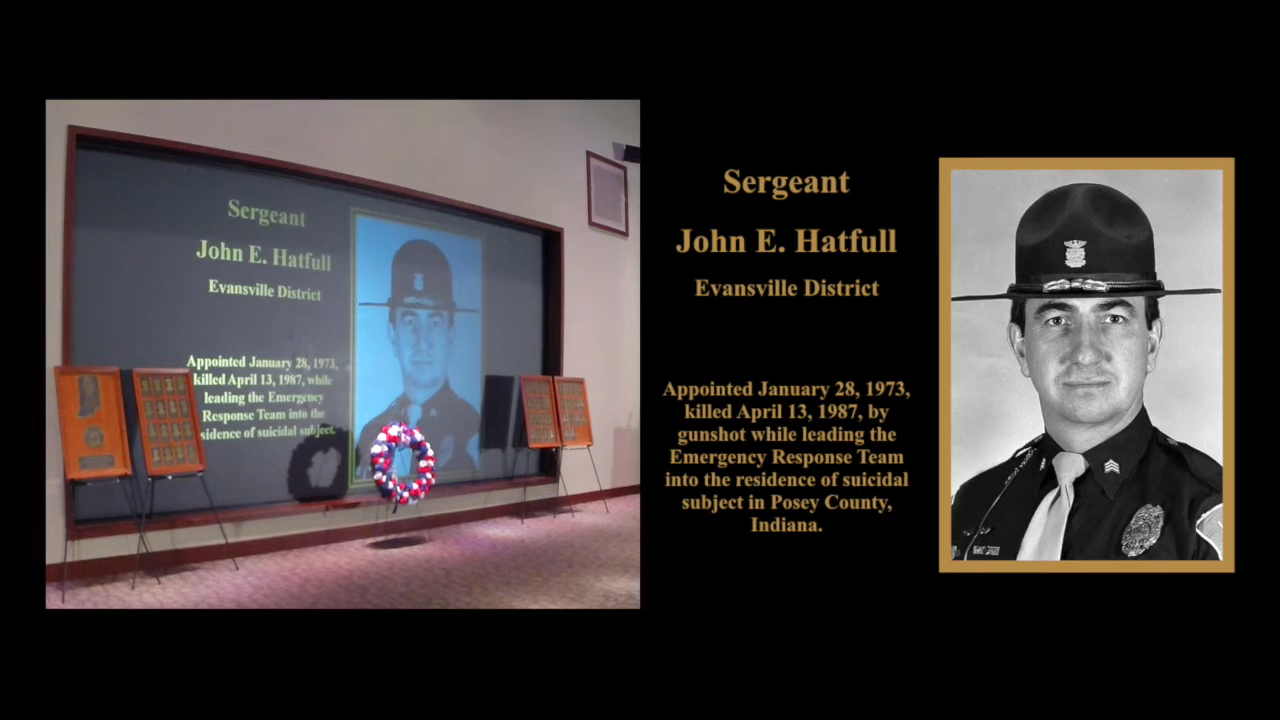 Sergeant
John E. Hatfull
Evansville District
Appointed January 28, 1973,
killed April 13, 1987, while
leading the Emergency
Response Team into the
sidence of suicidal subject.
Sergeant
John E. Hatfull
Evansville District
Appointed January 28, 1973,
killed April 13, 1987, by
gunshot while leading the
Emergency Response Team
into the residence of suicidal
subject in Posey County,
Indiana.